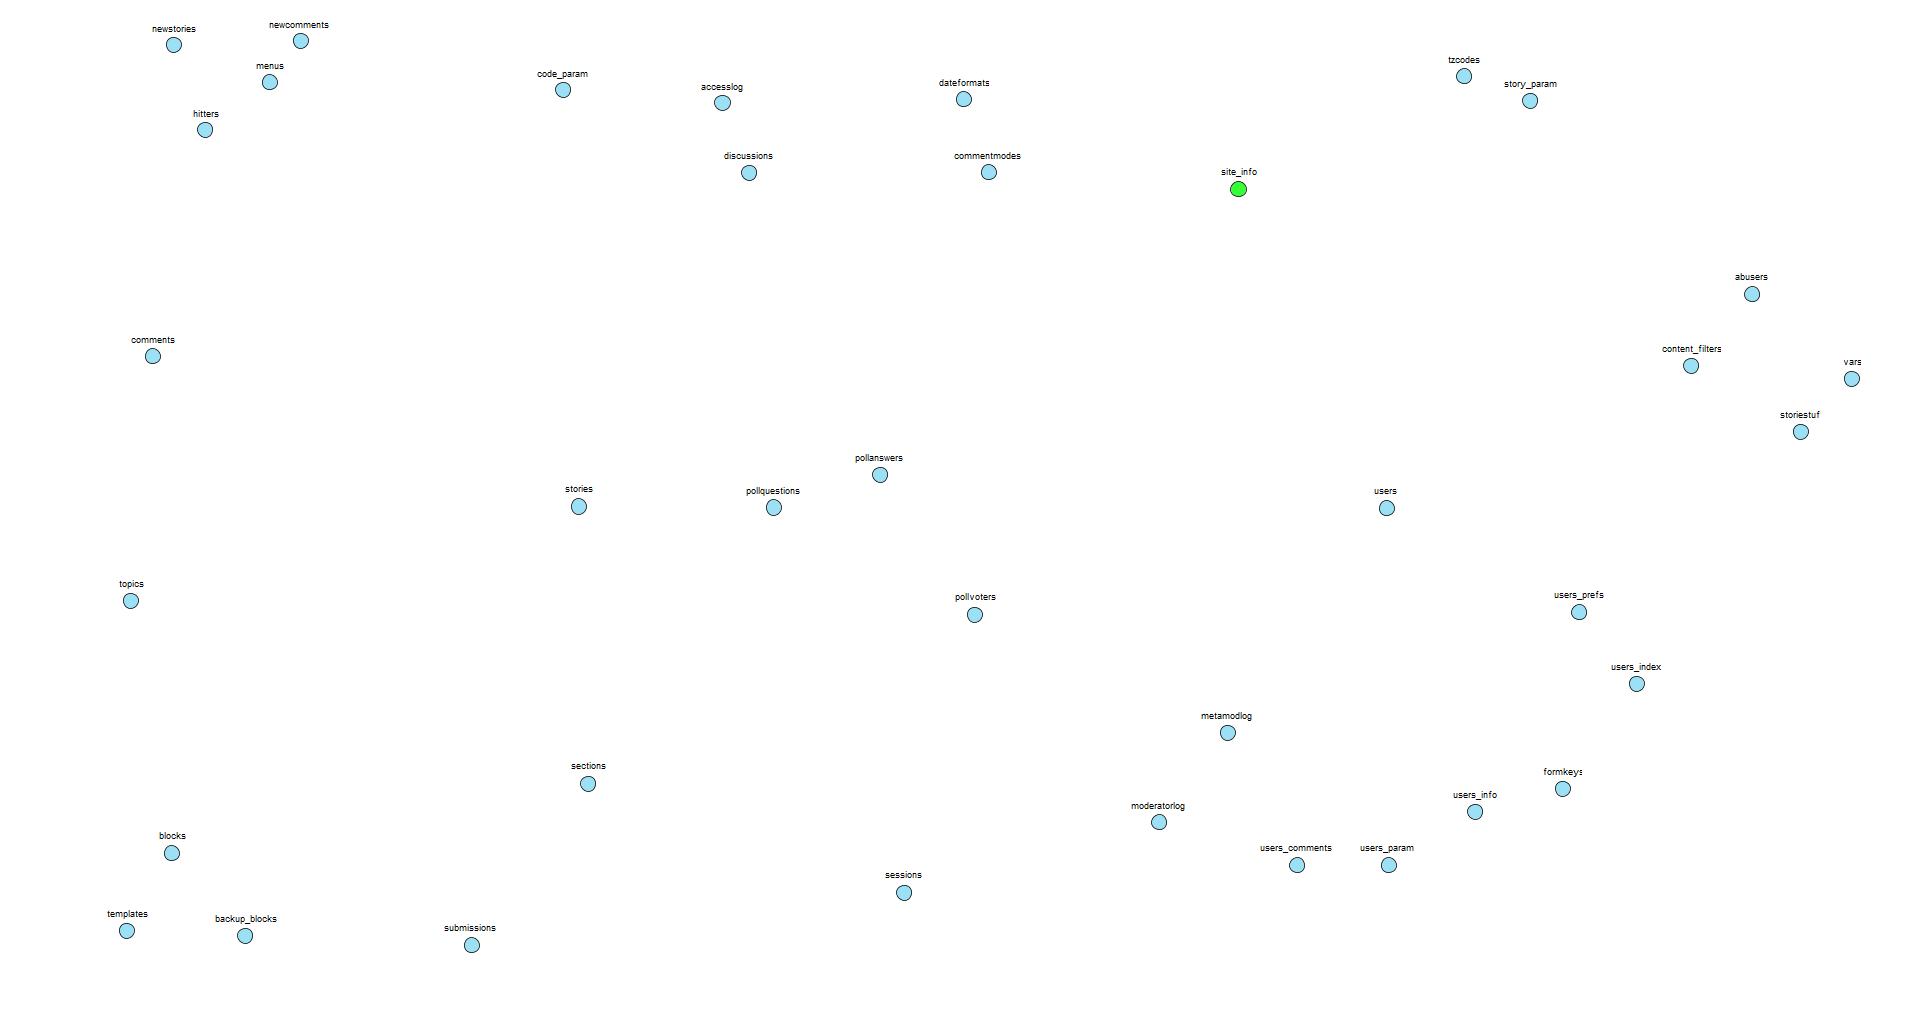 newcomments
newstories
menus
tzcodes
code_param
dateformats
story_param
accesslog
hitters
discussions
commentmodes
site_info
abusers
comments
content_filters
vars
storiestuf
pollanswers
stories
pollquestions
users
topics
users_prefs
pollvoters
users_index
metamodlog
sections
formkeys
users_info
moderatorlog
blocks
users_comments
users_param
sessions
templates
backup_blocks
submissions